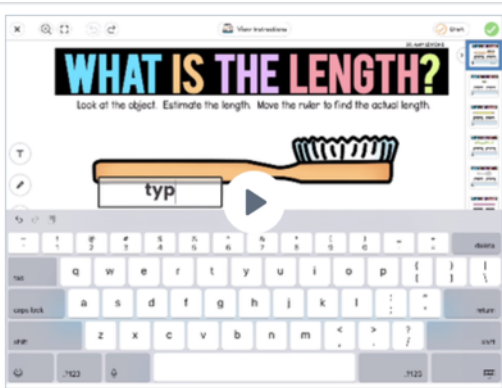 View Instructions
Draft
WHAT IS THE LENGTH?
Look at the object. Estimate the length. Move the ruler to find the actual length.
T
typ
delete
tab q w e r t y u i o p { [ } ] | \
caps lock a s d f g h j k l : ; " return
shift z x c v b n m < , > . ? / shift
.?123 .?123